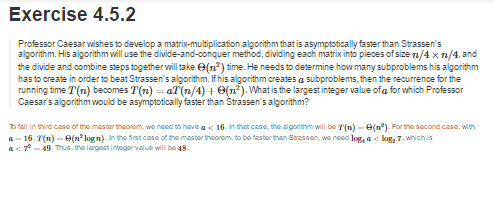 Exercise 4.5.2
Professor Caesar wishes to develop a matrix-multiplication algorithm that is asymptotically faster than Strassen's
algorithm. His algorithm will use the divide-and-conquer method, dividing each matrix into pieces of size n/4 × n/4, and
the divide and combine steps together will take Θ(n²) time. He needs to determine how many subproblems his algorithm
has to create in order to beat Strassen's algorithm. If his algorithm creates a subproblems, then the recurrence for the
running time T(n) becomes T(n) = aT(n/4) + Θ(n²). What is the largest integer value of a for which Professor
Caesar's algorithm would be asymptotically faster than Strassen's algorithm?
To fall in third case of the master theorem, we need to have a < 16. In that case, the algorithm will be T(n) = Θ(n²). For the second case, with
a = 16, T(n) = Θ(n² log n). In the first case of the master theorem, to be faster than Strassen, we need log₄ a < log₂ 7, which is
a < 7² = 49. Thus, the largest integer value will be 48.